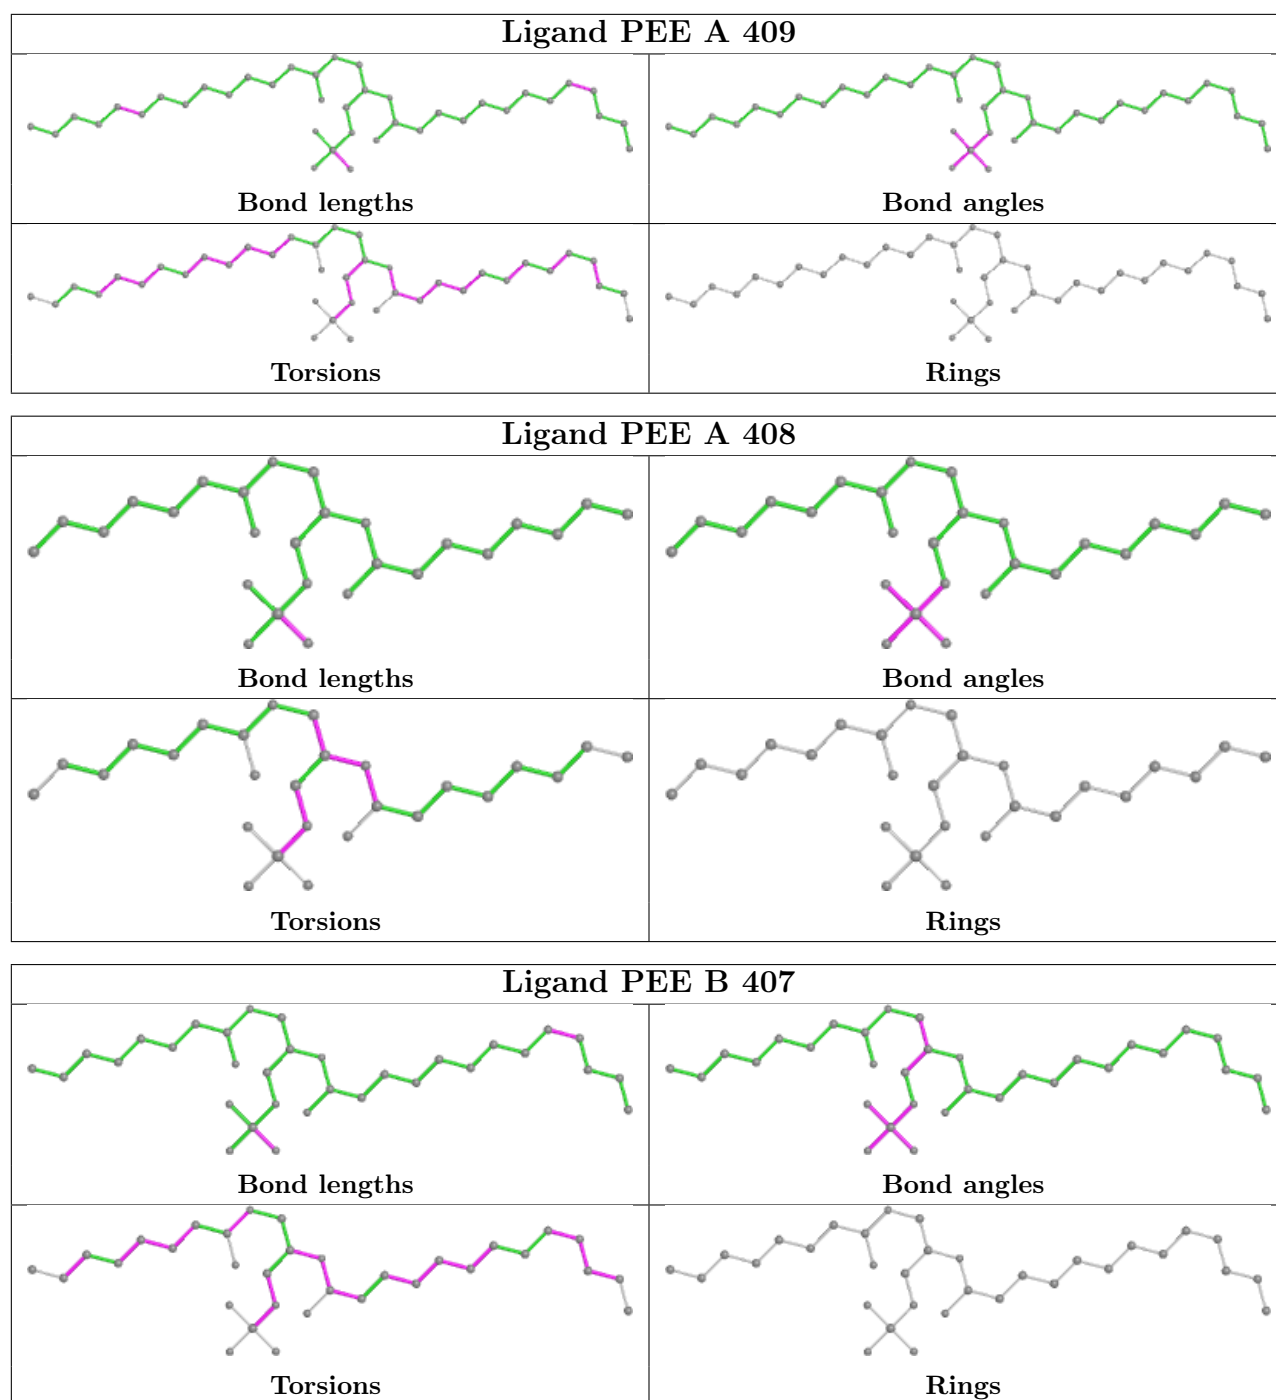 Ligand PEE A 409
Bond lengths
Bond angles
Torsions
Rings
Ligand PEE A 408
Bond lengths
Bond angles
Torsions
Rings
Ligand PEE B 407
Bond lengths
Bond angles
Torsions
Rings